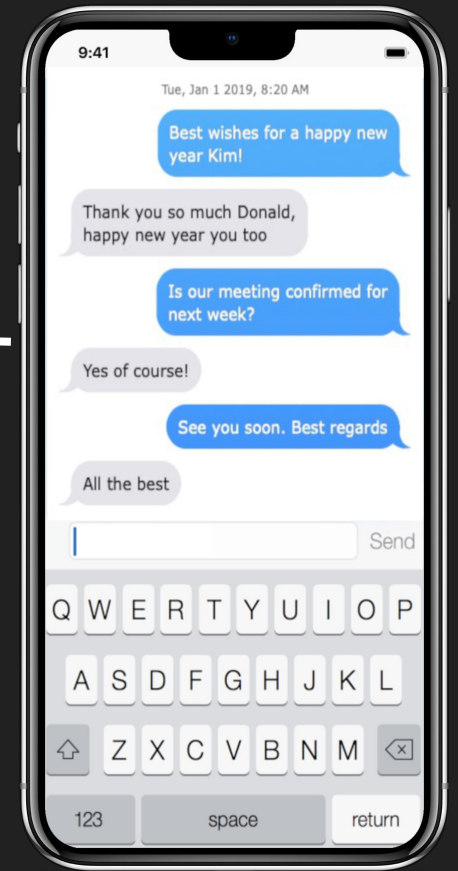 9:41
Tue, Jan 1 2019, 8:20 AM
Best wishes for a happy new
year Kim!
Thank you so much Donald,
happy new year you too
Is our meeting confirmed for
next week?
Yes of course!
See you soon. Best regards
All the best
Send
Q W E R T Y U I O P
A S D F G H J K L
Z X C V B N M
123 space return